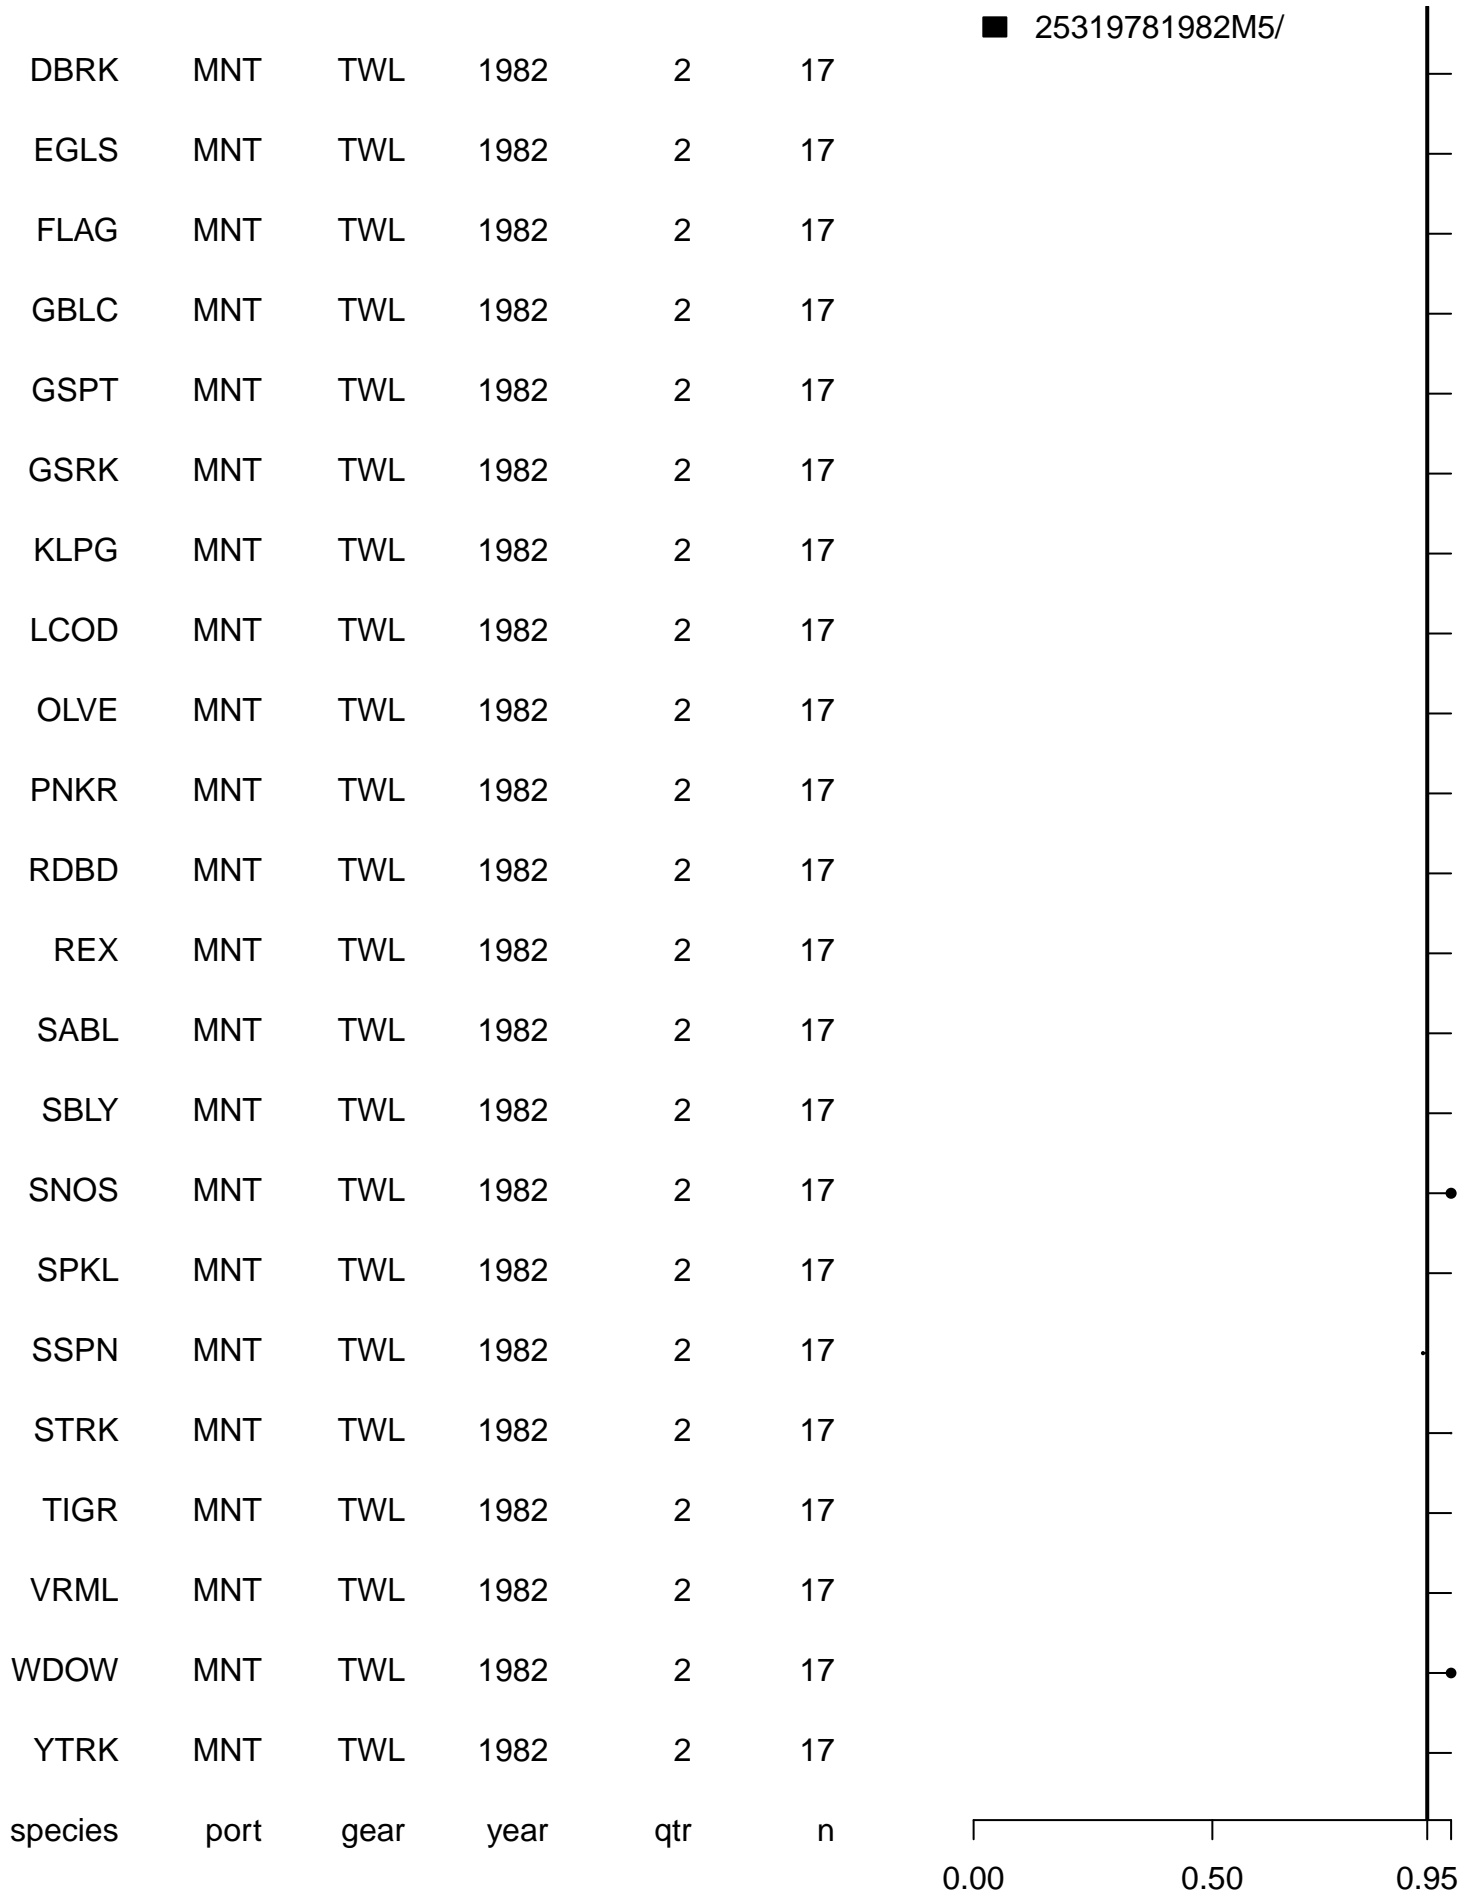 25319781982M5/
DBRK MNT TWL 1982 2 17
EGLS MNT TWL 1982 2 17
FLAG MNT TWL 1982 2 17
GBLC MNT TWL 1982 2 17
GSPT MNT TWL 1982 2 17
GSRK MNT TWL 1982 2 17
KLPG MNT TWL 1982 2 17
LCOD MNT TWL 1982 2 17
OLVE MNT TWL 1982 2 17
PNKR MNT TWL 1982 2 17
RDBD MNT TWL 1982 2 17
REX MNT TWL 1982 2 17
SABL MNT TWL 1982 2 17
SBLY MNT TWL 1982 2 17
SNOS MNT TWL 1982 2 17
SPKL MNT TWL 1982 2 17
SSPN MNT TWL 1982 2 17
STRK MNT TWL 1982 2 17
TIGR MNT TWL 1982 2 17
VRML MNT TWL 1982 2 17
WDOW MNT TWL 1982 2 17
YTRK MNT TWL 1982 2 17
species port gear year qtr n
0.00 0.50 0.95